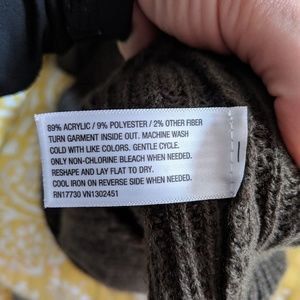 89% ACRYLIC / 9% POLYESTER / 2% OTHER FIBER
TURN GARMENT INSIDE OUT. MACHINE WASH
COLD WITH LIKE COLORS. GENTLE CYCLE.
ONLY NON-CHLORINE BLEACH WHEN NEEDED.
RESHAPE AND LAY FLAT TO DRY.
COOL IRON ON REVERSE SIDE WHEN NEEDED.
RN17730 VN1302451